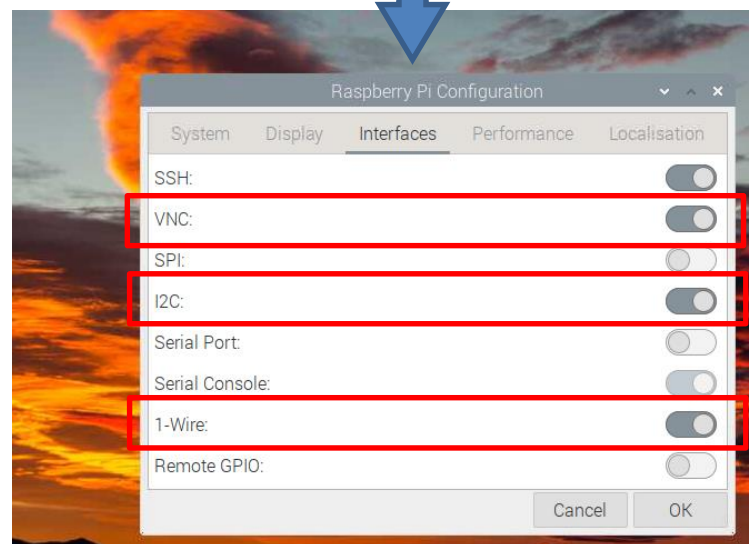 Raspberry Pi Configuration
System Display Interfaces Performance Localisation
SSH:
VNC:
SPI:
I2C:
Serial Port:
Serial Console:
1-Wire:
Remote GPIO:
Cancel OK